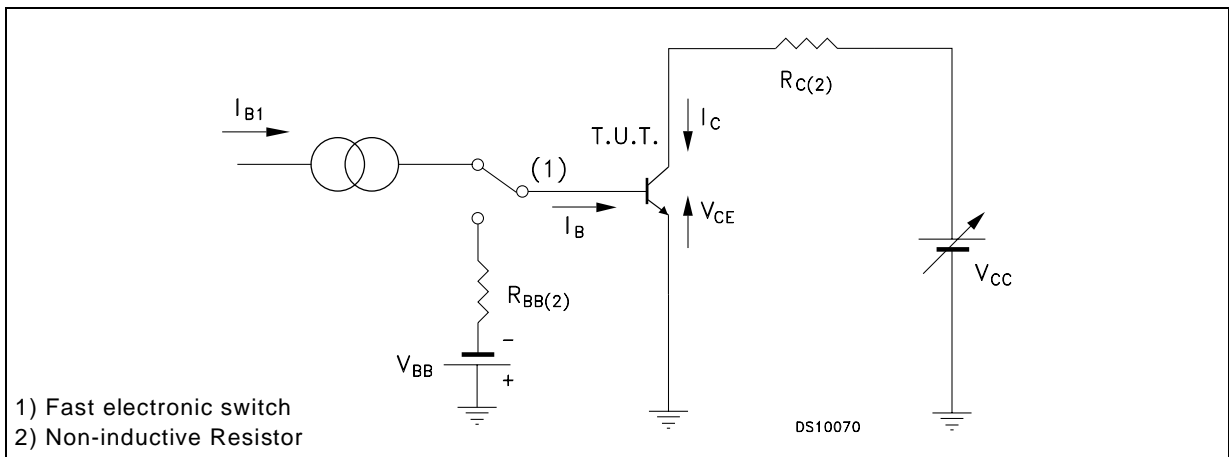 R_C(2)
I_B1
I_C
T.U.T.
(1)
V_CE
I_B
V_CC
R_BB(2)
-
V_BB
+
1) Fast electronic switch
2) Non-inductive Resistor
DS10070